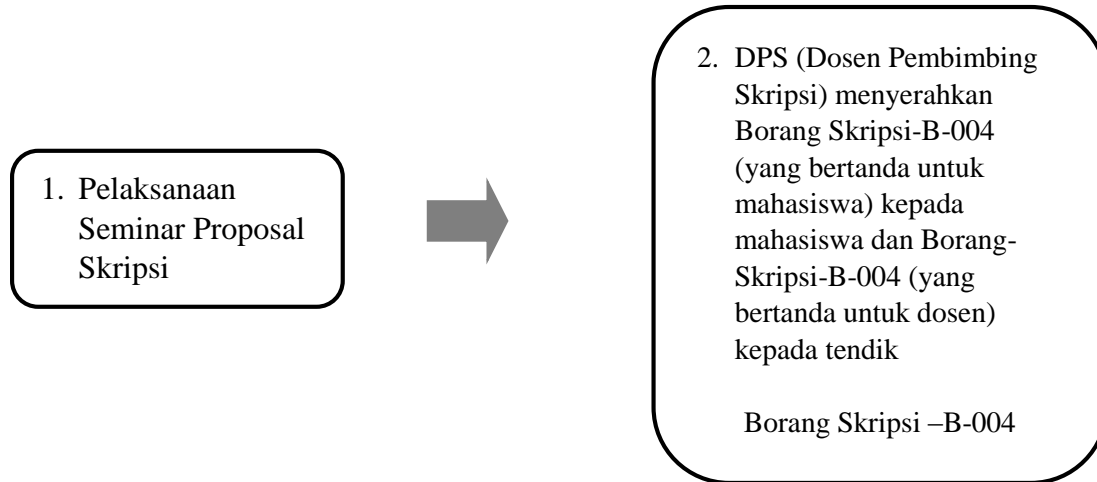 1. Pelaksanaan
Seminar Proposal
Skripsi
2. DPS (Dosen Pembimbing
Skripsi) menyerahkan
Borang Skripsi-B-004
(yang bertanda untuk
mahasiswa) kepada
mahasiswa dan Borang-
Skripsi-B-004 (yang
bertanda untuk dosen)
kepada tendik
Borang Skripsi –B-004